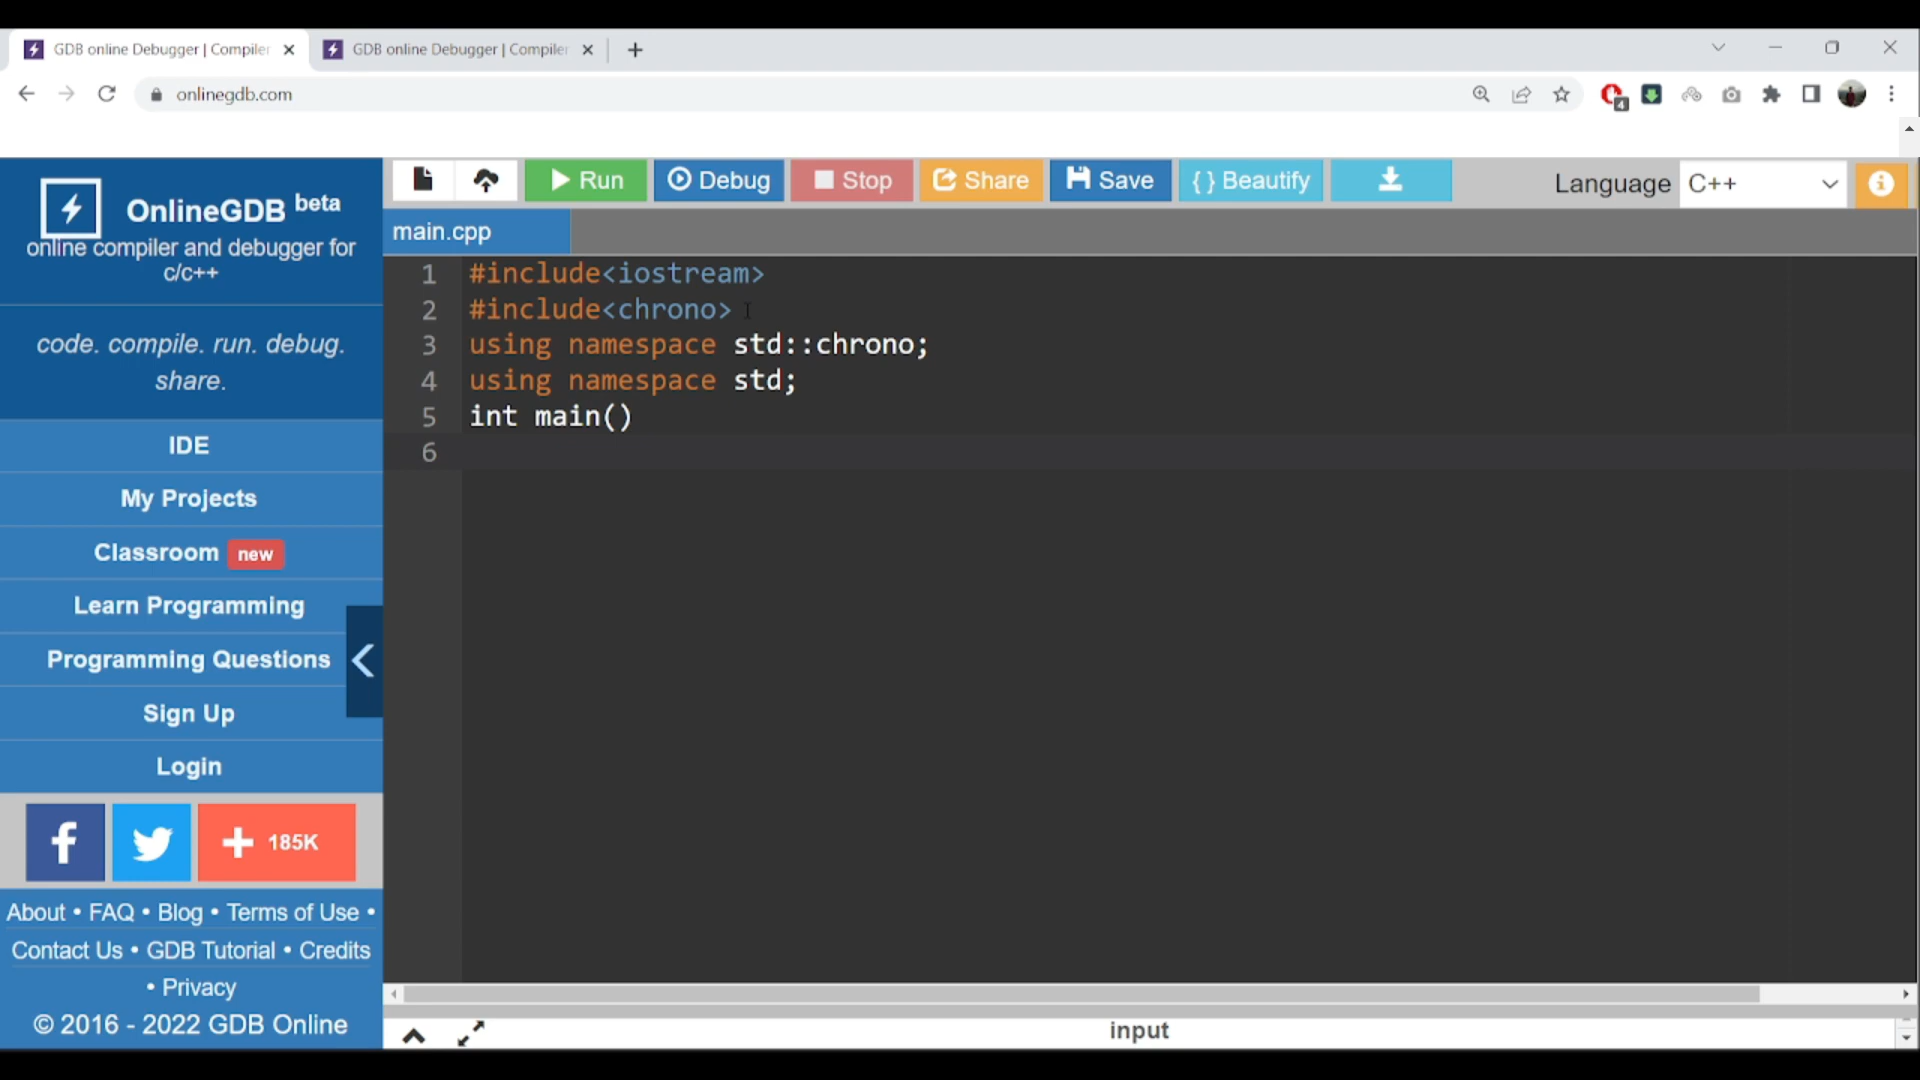 GDB online Debugger | Compiler
GDB online Debugger | Compiler
onlinegdb.com
4
OnlineGDB beta
online compiler and debugger for
c/c++
code. compile. run. debug.
share.
IDE
My Projects
Classroom new
Learn Programming
Programming Questions
Sign Up
Login
185K
About • FAQ • Blog • Terms of Use •
Contact Us • GDB Tutorial • Credits
• Privacy
© 2016 - 2022 GDB Online
Run Debug Stop Share Save { } Beautify Language C++
main.cpp
1 #include<iostream>
2 #include<chrono>
3 using namespace std::chrono;
4 using namespace std;
5 int main()
6
input